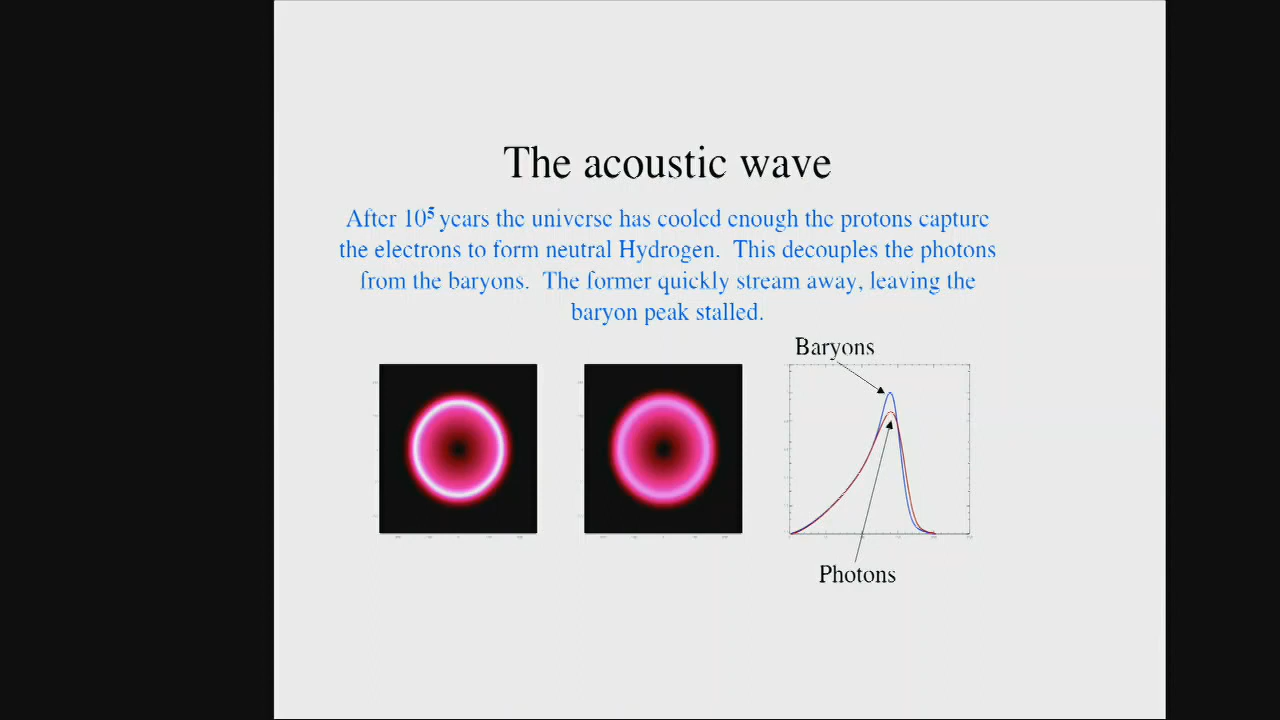 The acoustic wave
After 10⁵ years the universe has cooled enough the protons capture
the electrons to form neutral Hydrogen. This decouples the photons
from the baryons. The former quickly stream away, leaving the
baryon peak stalled.
Baryons
Photons